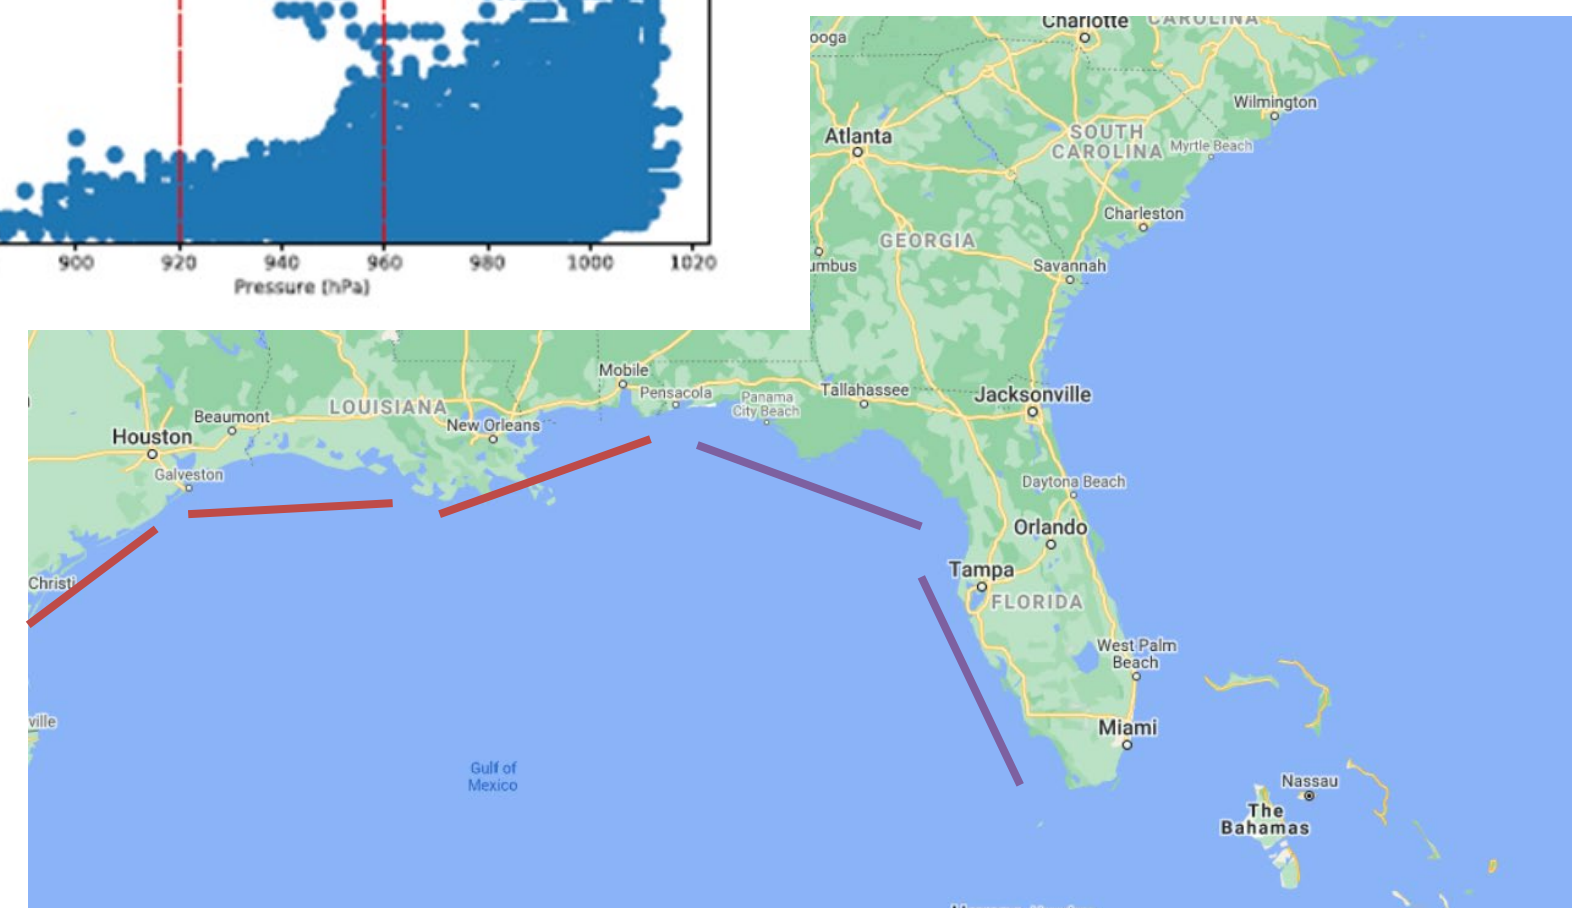 900 920 940 960 980 1000 1020
Pressure (hPa)
Charlotte
CAROLINA
ooga
Wilmington
Atlanta
SOUTH
CAROLINA
Myrtle Beach
Charleston
GEORGIA
umbus
Savannah
Mobile
Pensacola
Panama
City Beach
Tallahassee
Jacksonville
LOUISIANA
Beaumont
New Orleans
Houston
Galveston
Daytona Beach
Orlando
Christi
Tampa
FLORIDA
West Palm
Beach
ville
Miami
Gulf of
Mexico
Nassau
The
Bahamas